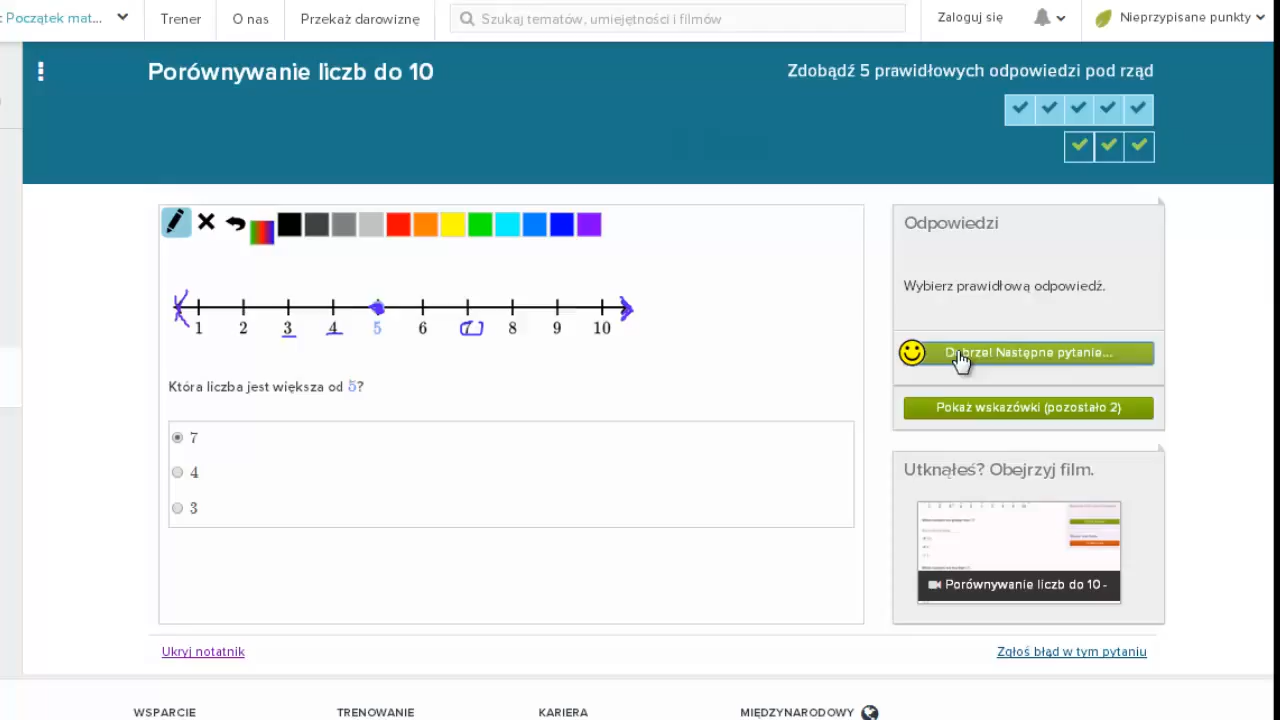 : Początek mat...
Trener
O nas
Przekaż darowiznę
Szukaj tematów, umiejętności i filmów
Zaloguj się
Nieprzypisane punkty
Porównywanie liczb do 10
Zdobądź 5 prawidłowych odpowiedzi pod rząd
1 2 3 4 5 6 7 8 9 10
Która liczba jest większa od 5?
7
4
3
Odpowiedzi
Wybierz prawidłową odpowiedź.
Dobrze! Następne pytanie...
Pokaż wskazówki (pozostało 2)
Utknąłeś? Obejrzyj film.
Porównywanie liczb do 10 -
Ukryj notatnik
Zgłoś błąd w tym pytaniu
WSPARCIE
TRENOWANIE
KARIERA
MIĘDZYNARODOWY